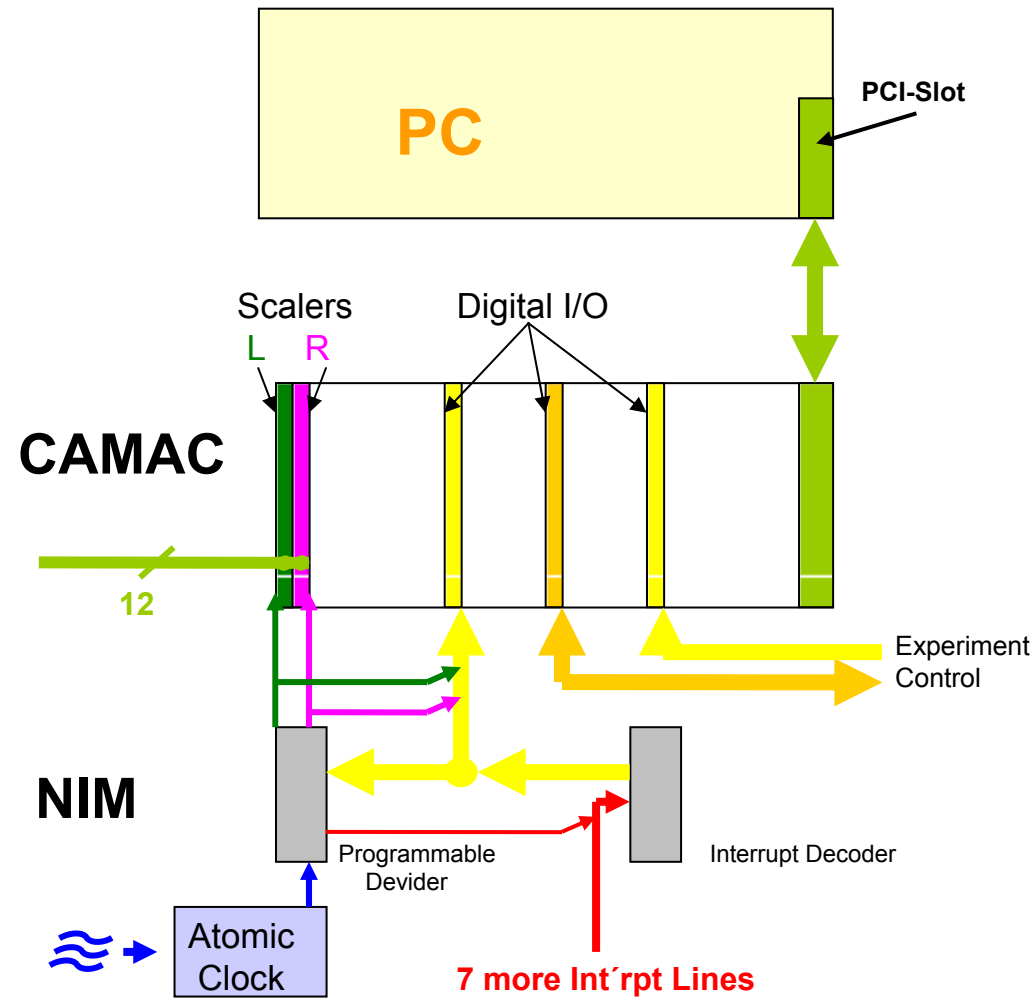 PCI-Slot
PC
Scalers
L R
Digital I/O
CAMAC
12
Experiment
Control
NIM
Programmable
Devider
Interrupt Decoder
Atomic
Clock
7 more Int´rpt Lines